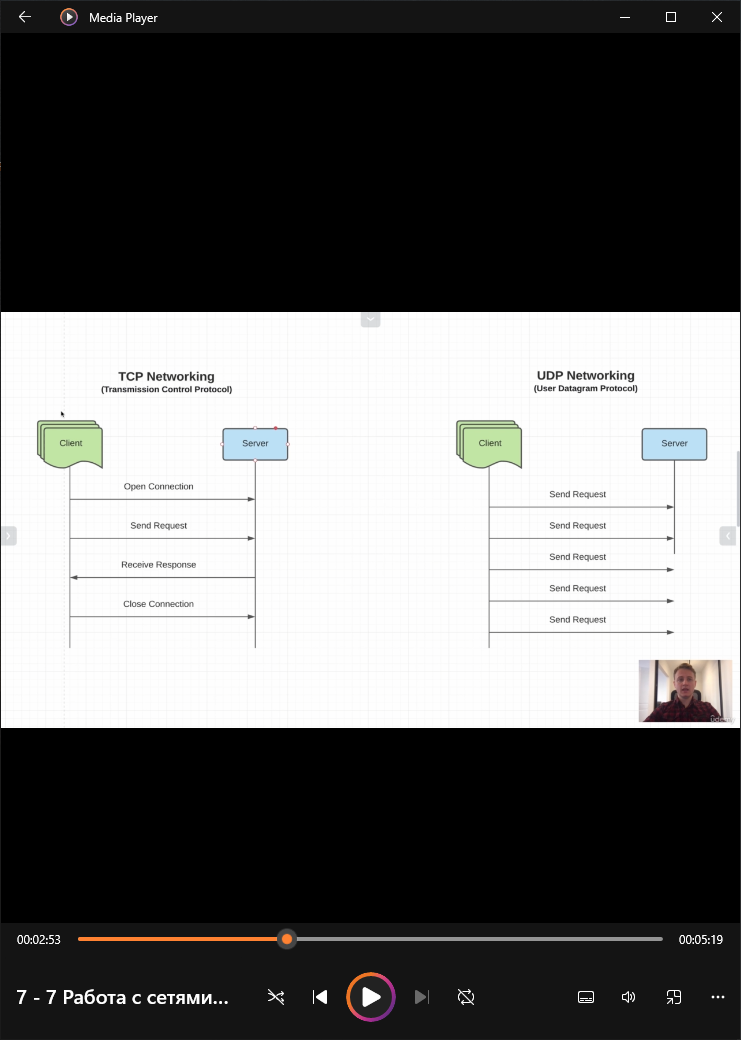 Media Player
TCP Networking
(Transmission Control Protocol)
Client
Server
Open Connection
Send Request
Receive Response
Close Connection
UDP Networking
(User Datagram Protocol)
Client
Server
Send Request
Send Request
Send Request
Send Request
Send Request
00:02:53
00:05:19
7 - 7 Работа с сетями...